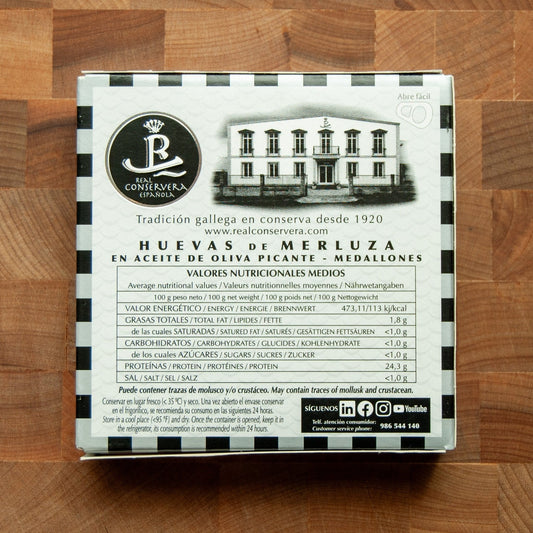 Abre fácil
R
REAL
CONSERVERA
ESPAÑOLA
Tradición gallega en conserva desde 1920
www.realconservera.com
HUEVAS DE MERLUZA
EN ACEITE DE OLIVA PICANTE - MEDALLONES
VALORES NUTRICIONALES MEDIOS
Average nutritional values / Valeurs nutritionnelles moyennes / Nährwetangaben
100 g peso neto / 100 g net weight / 100 g poids net / 100 g Nettogewicht
VALOR ENERGÉTICO / ENERGY / ENERGIE / BRENNWERT 473,11/113 kj/kcal
GRASAS TOTALES / TOTAL FAT / LIPIDES / FETTE 1,8 g
de las cuales SATURADAS / SATURED FAT / SATURÉS / GESÄTTIGEN FETTSÄUREN <1,0 g
CARBOHIDRATOS / CARBOHYDRATES / GLUCIDES / KOHLENHYDRATE <1,0 g
de los cuales AZÚCARES / SUGARS / SUCRES / ZUCKER <1,0 g
PROTEÍNAS / PROTEIN / PROTÉINES / PROTEIN 24,3 g
SAL / SALT / SEL / SALZ <1,0 g
Puede contener trazas de molusco y/o crustáceo. May contain traces of mollusk and crustacean.
Conservar en lugar fresco (< 35 ºC) y seco. Una vez abierto el envase conservar
en el frigorífico, se recomienda su consumo en las siguientes 24 horas.
Store in a cool place (<95 ºF) and dry. Once the container is opened, keep it in
the refrigerator, its consumption is recommended within 24 hours.
SÍGUENOS in f YouTube
Telf. atención consumidor:
Customer service phone: 986 544 140